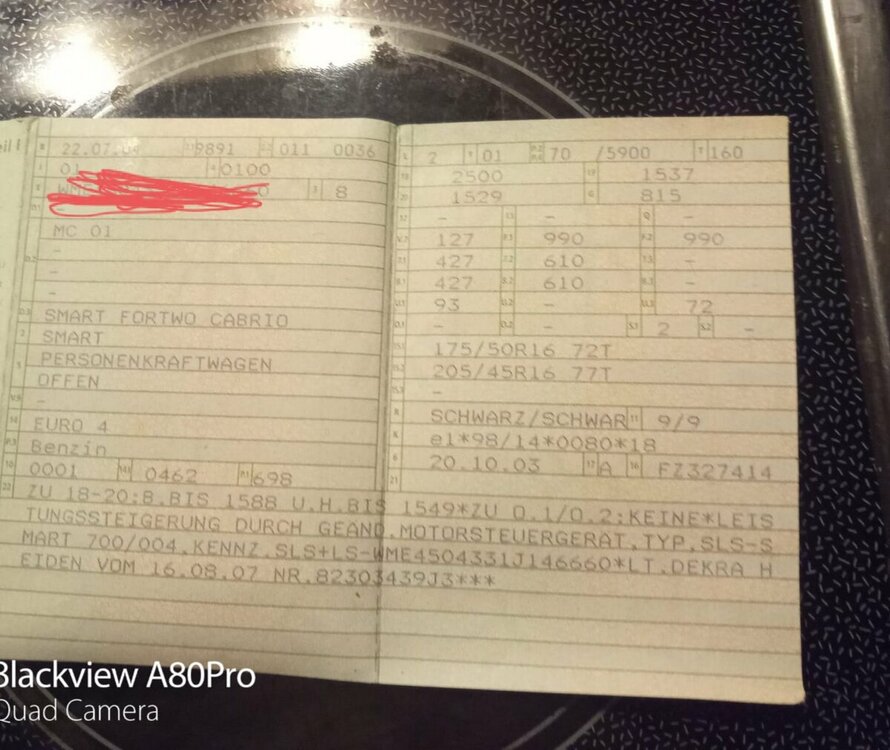 22.07.04 9891 011 0036
01 0100
8
-
MC 01
-
-
-
SMART FORTWO CABRIO
SMART
PERSONENKRAFTWAGEN
OFFEN
-
EURO 4
Benzin
0001 0462 698
2 01 70 /5900 160
2500 1537
1529 815
- - -
127 990 990
427 610 -
427 610 -
93 - 72
- - 2 -
175/50R16 72T
205/45R16 77T
-
SCHWARZ/SCHWAR 9/9
e1*98/14*0080*18
20.10.03 A FZ327414
ZU 18-20:B.BIS 1588 U.H.BIS 1549*ZU O.1/O.2:KEINE*LEIS
TUNGSSTEIGERUNG DURCH GEAND.MOTORSTEUERGERÄT,TYP.SLS-S
MART 700/004,KENNZ.SLS+LS-WME4504331J146660*LT.DEKRA H
EIDEN VOM 16.08.07 NR.82303439J3***
Blackview A80Pro
Quad Camera